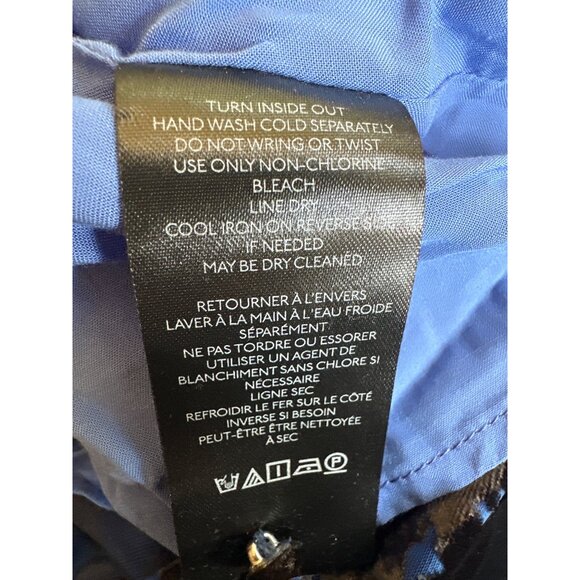 TURN INSIDE OUT
HAND WASH COLD SEPARATELY
DO NOT WRING OR TWIST
USE ONLY NON-CHLORINE
BLEACH
LINE DRY
COOL IRON ON REVERSE SIDE
IF NEEDED
MAY BE DRY CLEANED
RETOURNER À L'ENVERS
LAVER À LA MAIN À L'EAU FROIDE
SÉPARÉMENT.
NE PAS TORDRE OU ESSORER
UTILISER UN AGENT DE
BLANCHIMENT SANS CHLORE SI
NÉCESSAIRE
LIGNE SEC
REFROIDIR LE FER SUR LE CÔTÉ
INVERSE SI BESOIN
PEUT-ÊTRE ÊTRE NETTOYÉE
À SEC